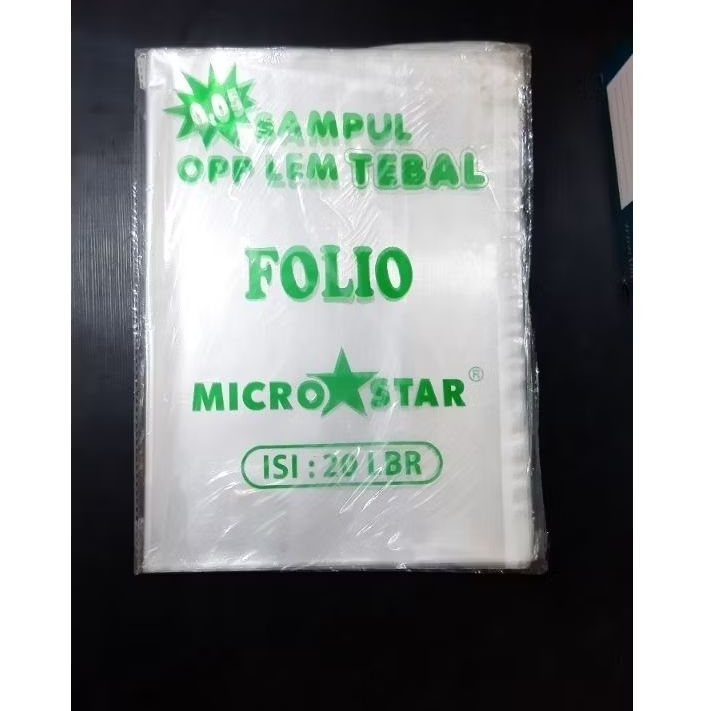 0,05
SAMPUL
OPP LEM TEBAL
FOLIO
MICRO STAR ®
ISI : 20 LBR